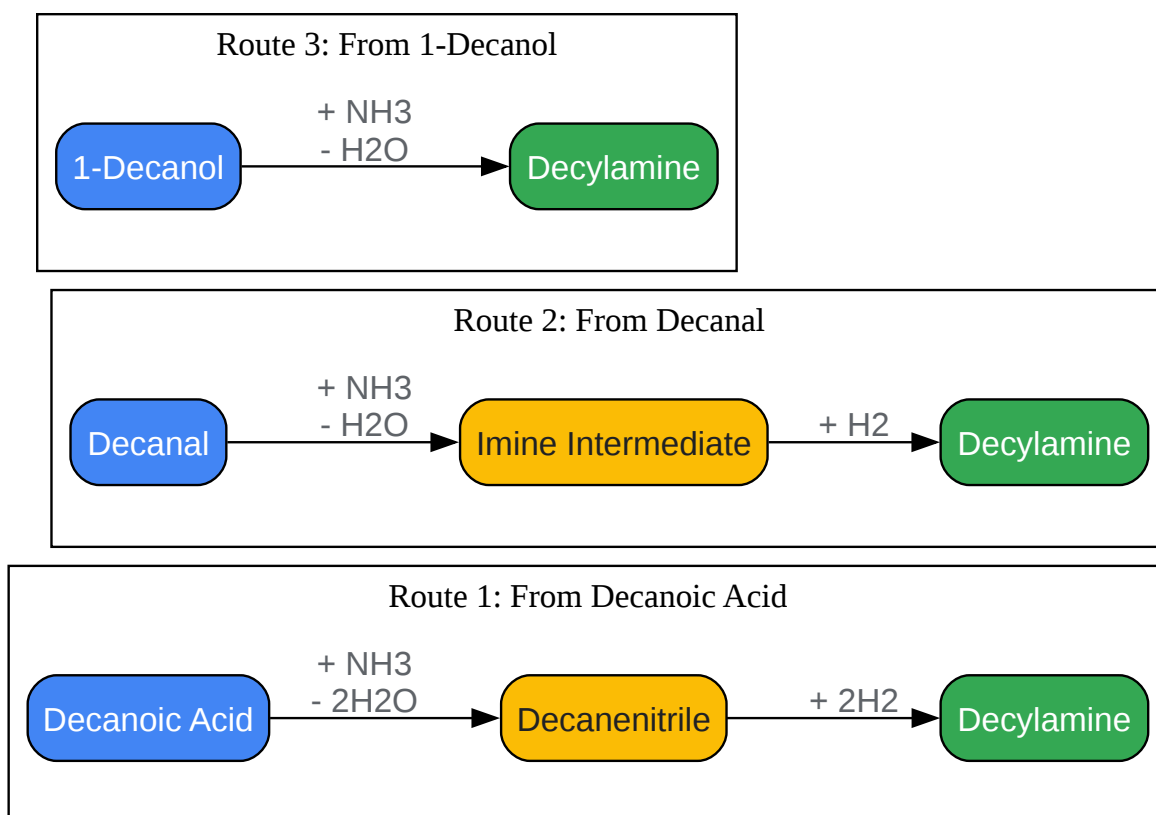 Route 3: From 1-Decanol
+ NH3
- H2O
1-Decanol
Decylamine
Route 2: From Decanal
+ NH3
- H2O
+ H2
Decanal
Imine Intermediate
Decylamine
Route 1: From Decanoic Acid
+ NH3
- 2H2O
+ 2H2
Decanoic Acid
Decanenitrile
Decylamine